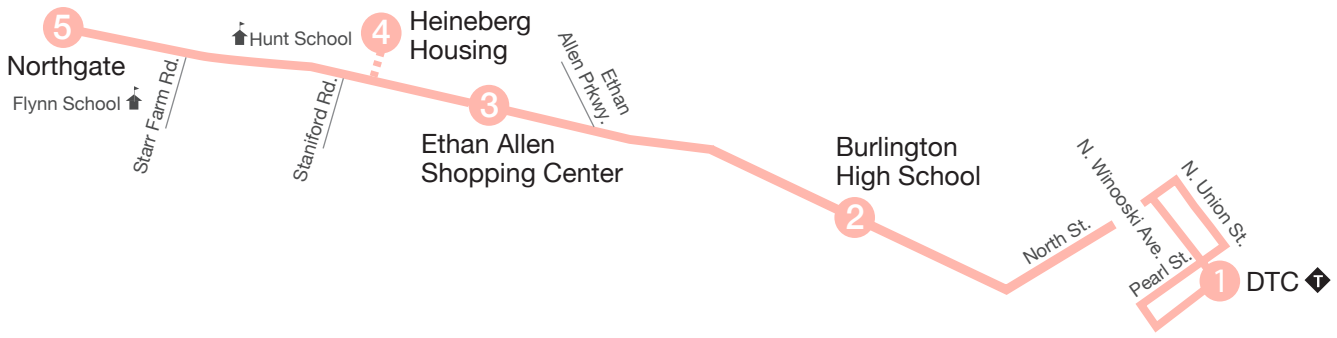 5
Northgate
Flynn School
Starr Farm Rd.
Hunt School
4
Heineberg
Housing
Staniford Rd.
3
Ethan Allen
Shopping Center
Ethan
Allen Prkwy.
Burlington
High School
2
North St.
N. Winooski Ave.
N. Union St.
Pearl St.
1
DTC
T